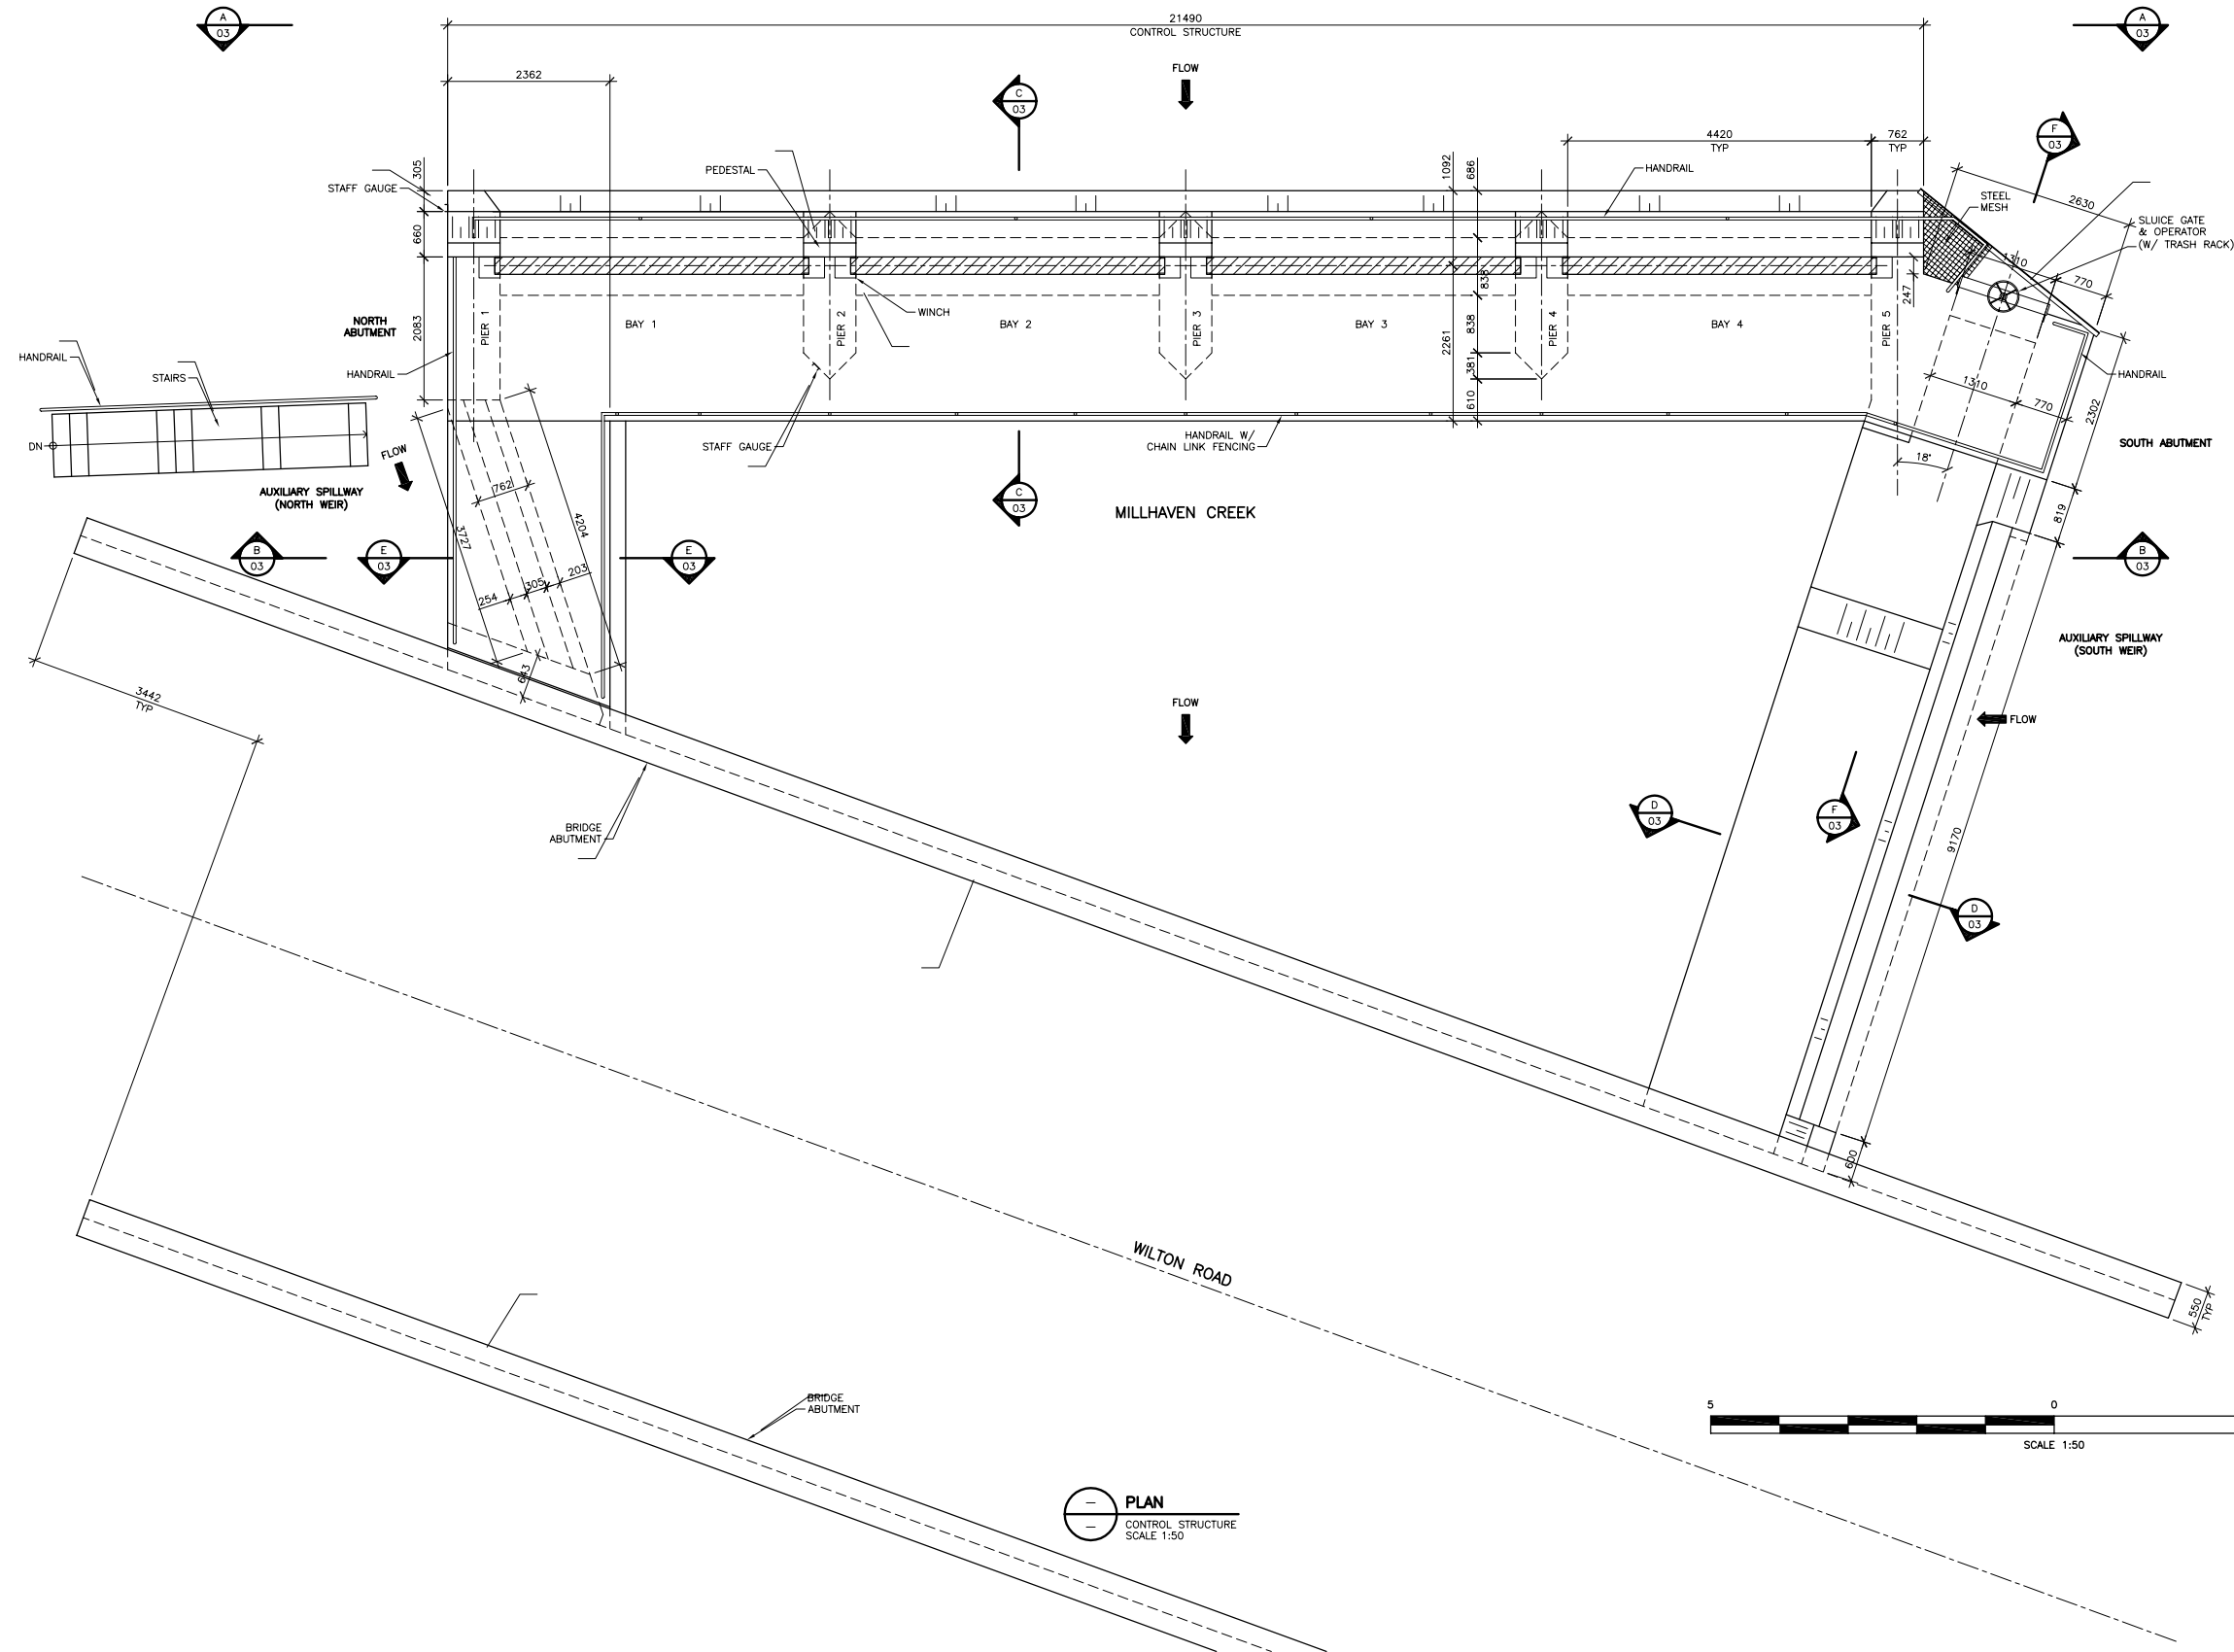 A
03
21490
CONTROL STRUCTURE
A
03
2362
FLOW
C
03
4420
TYP
762
TYP
F
03
305
STAFF GAUGE
PEDESTAL
1092
686
HANDRAIL
STEEL
MESH
2630
SLUICE GATE
& OPERATOR
(W/ TRASH RACK)
660
1310
770
838
247
NORTH
ABUTMENT
2083
PIER 1
BAY 1
PIER 2
WINCH
BAY 2
PIER 3
BAY 3
2261
838
PIER 4
BAY 4
PIER 5
HANDRAIL
STAIRS
HANDRAIL
381
HANDRAIL
1310
770
2302
610
DN
FLOW
STAFF GAUGE
HANDRAIL W/
CHAIN LINK FENCING
18°
SOUTH ABUTMENT
AUXILIARY SPILLWAY
(NORTH WEIR)
762
C
03
MILLHAVEN CREEK
819
3727
4204
B
03
E
03
E
03
B
03
254
305
203
AUXILIARY SPILLWAY
(SOUTH WEIR)
643
3442
TYP
FLOW
FLOW
D
03
F
03
BRIDGE
ABUTMENT
9170
D
03
600
WILTON ROAD
550
TYP
BRIDGE
ABUTMENT
5
0
SCALE 1:50
PLAN
CONTROL STRUCTURE
SCALE 1:50